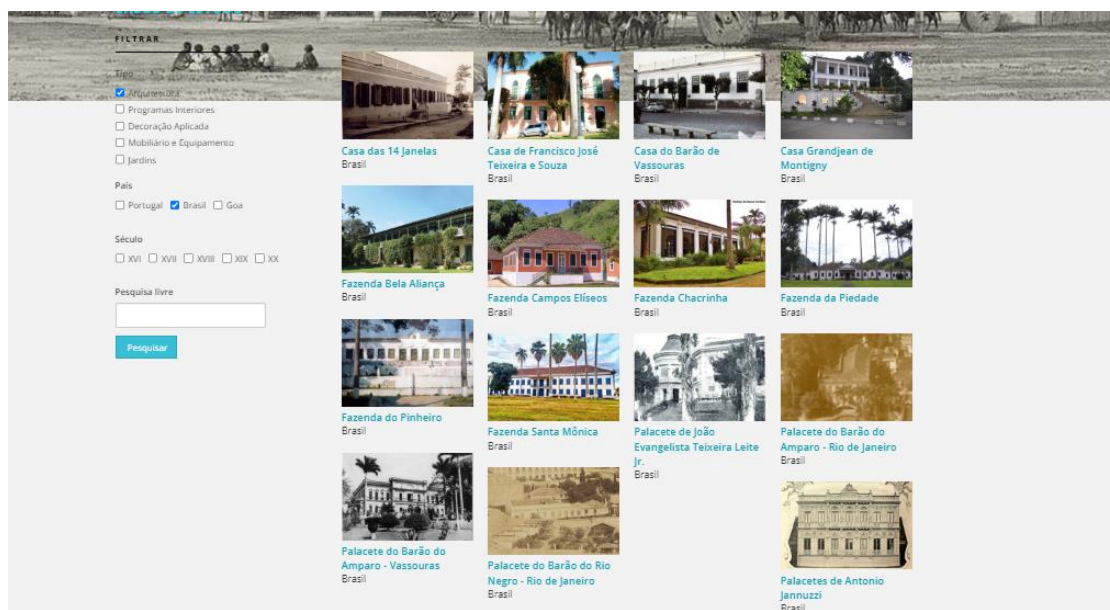 FILTRAR
Tipo
Arquitetura
Programas Interiores
Decoração Aplicada
Mobiliário e Equipamento
Jardins
País
Portugal Brasil Goa
Século
XVI XVII XVIII XIX XX
Pesquisa livre
Pesquisar
Casa das 14 Janelas
Brasil
Casa de Francisco José
Teixeira e Souza
Brasil
Casa do Barão de
Vassouras
Brasil
Casa Grandjean de
Montigny
Brasil
Fazenda Bela Aliança
Brasil
Fazenda Campos Elíseos
Brasil
Fazenda Chacrinha
Brasil
Fazenda da Piedade
Brasil
Fazenda do Pinheiro
Brasil
Fazenda Santa Mônica
Brasil
Palacete de João
Evangelista Teixeira Leite
Jr.
Brasil
Palacete do Barão do
Amparo - Rio de Janeiro
Brasil
Palacete do Barão do
Amparo - Vassouras
Brasil
Palacete do Barão do Rio
Negro - Rio de Janeiro
Brasil
Palacetes de Antonio
Jannuzzi
Brasil